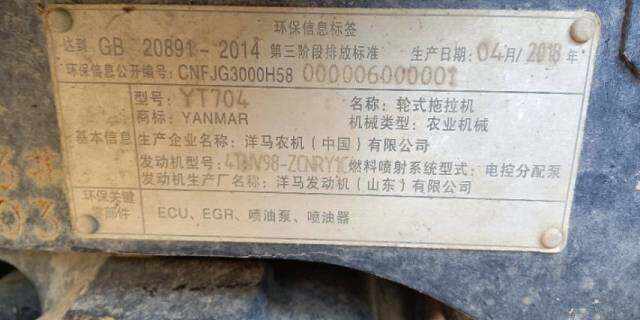 环保信息标签
达到 GB 20891-2014 第三阶段排放标准 生产日期: 04月/2018年
环保信息公开编号: CNFJG3000H58 000006000001
型号: YT704 名称: 轮式拖拉机
商标: YANMAR 机械类型: 农业机械
基本信息 生产企业名称: 洋马农机（中国）有限公司
发动机型号: 4TNV98-ZCNRY1C 燃料喷射系统型式: 电控分配泵
发动机生产厂名称: 洋马发动机（山东）有限公司
环保关键
零部件 ECU、EGR、喷油泵、喷油器
03